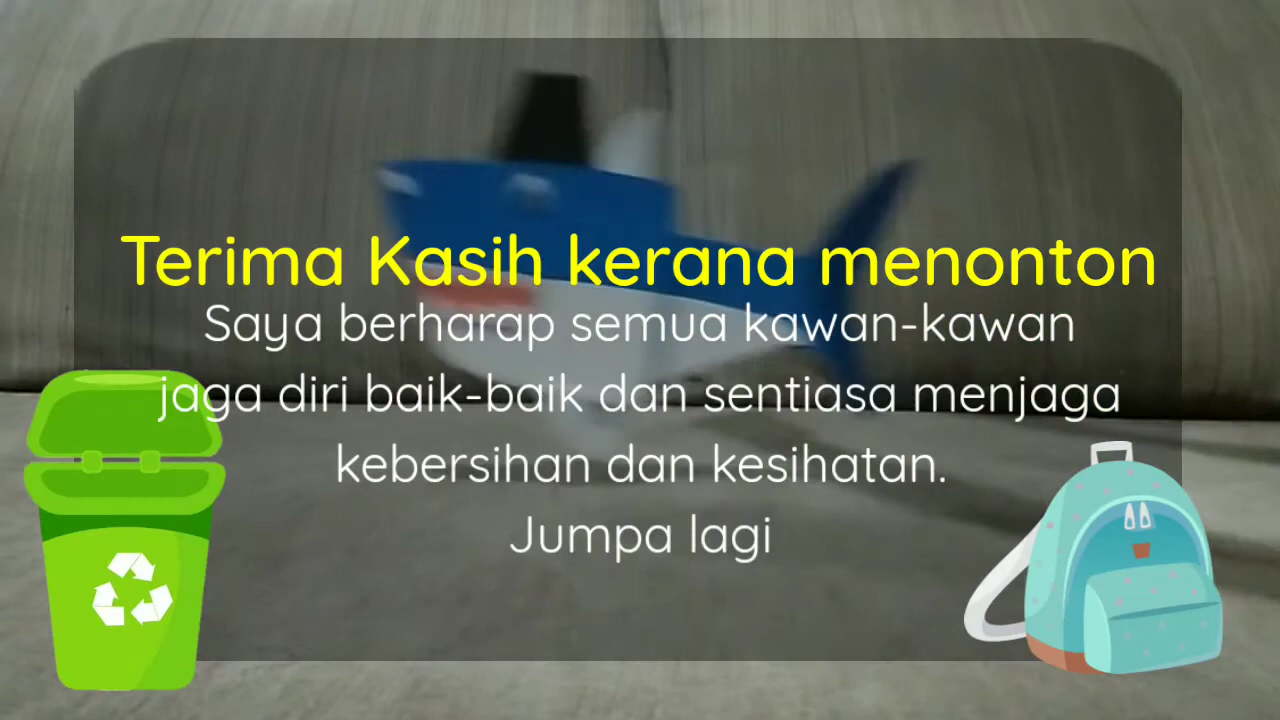 Terima Kasih kerana menonton
Saya berharap semua kawan-kawan
jaga diri baik-baik dan sentiasa menjaga
kebersihan dan kesihatan.
Jumpa lagi